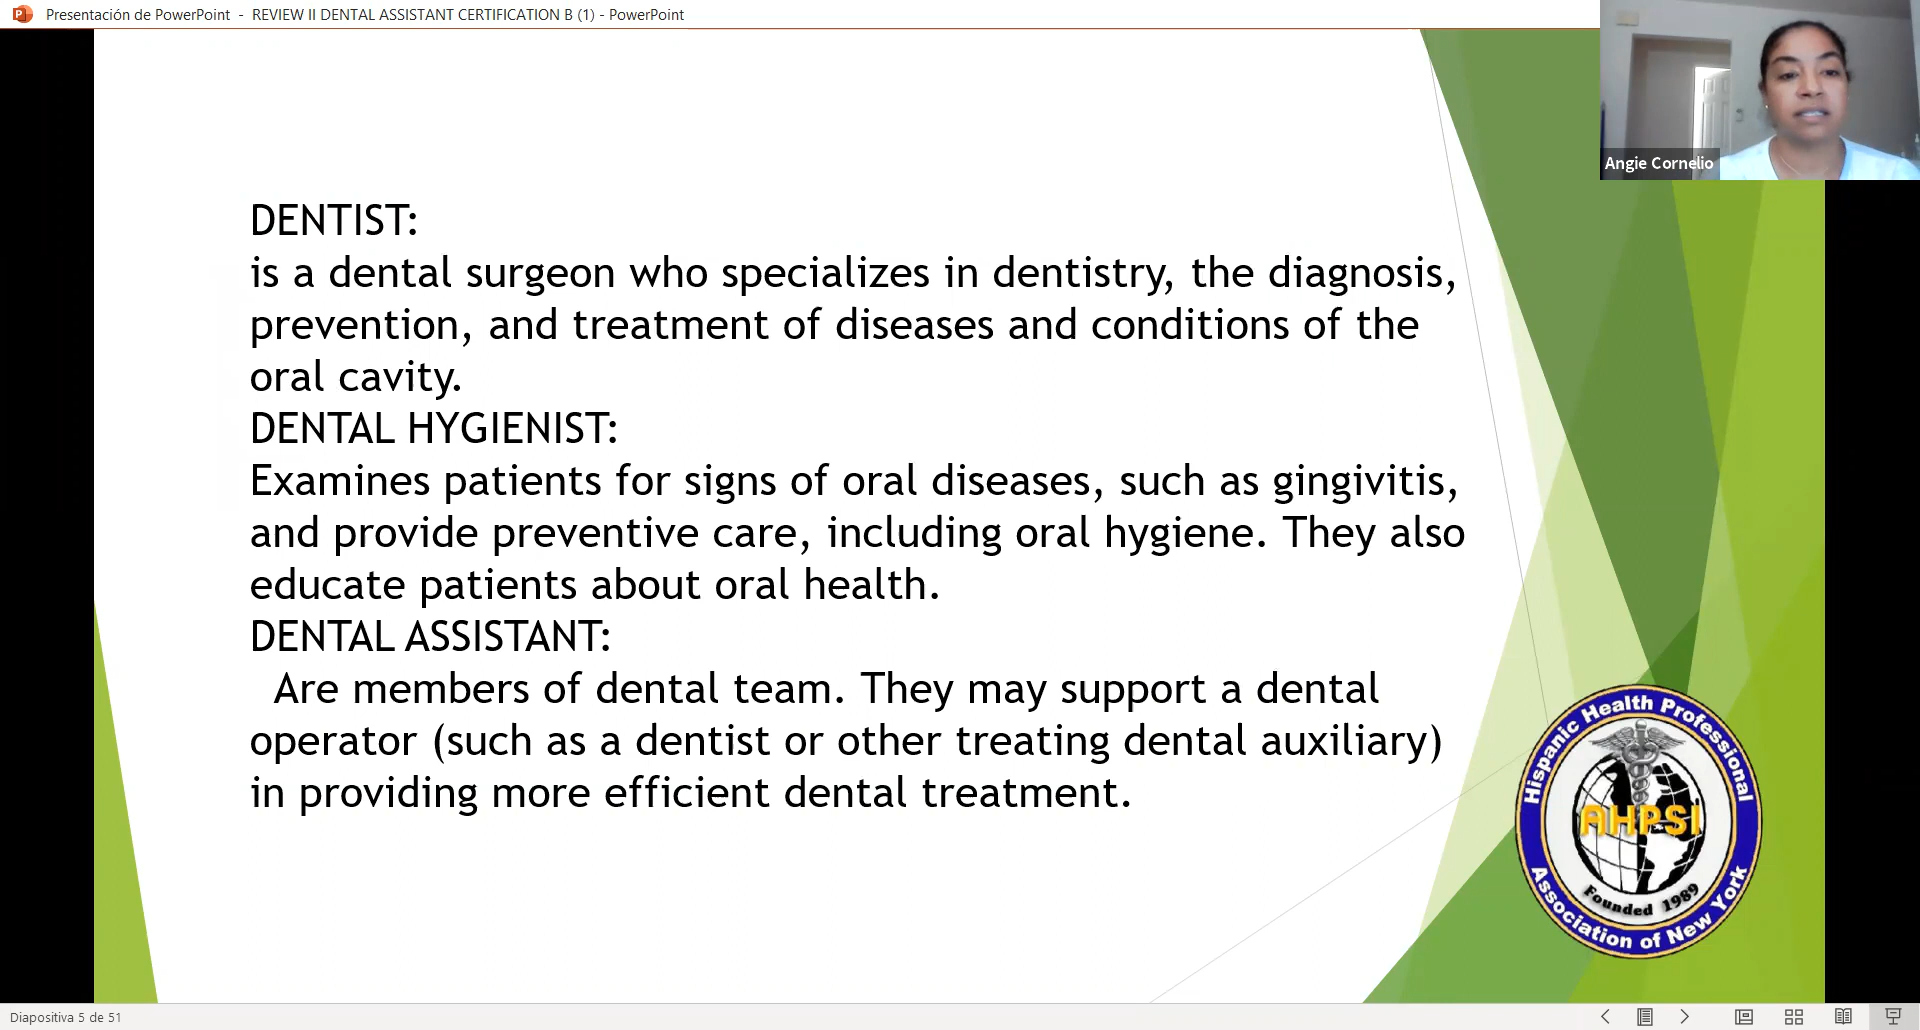 Presentación de PowerPoint - REVIEW II DENTAL ASSISTANT CERTIFICATION B (1) - PowerPoint
Angie Cornelio
DENTIST:
is a dental surgeon who specializes in dentistry, the diagnosis,
prevention, and treatment of diseases and conditions of the
oral cavity.
DENTAL HYGIENIST:
Examines patients for signs of oral diseases, such as gingivitis,
and provide preventive care, including oral hygiene. They also
educate patients about oral health.
DENTAL ASSISTANT:
Are members of dental team. They may support a dental
operator (such as a dentist or other treating dental auxiliary)
in providing more efficient dental treatment.
Hispanic Health Professional
AHPSI
Founded 1989
Association of New York
Diapositiva 5 de 51